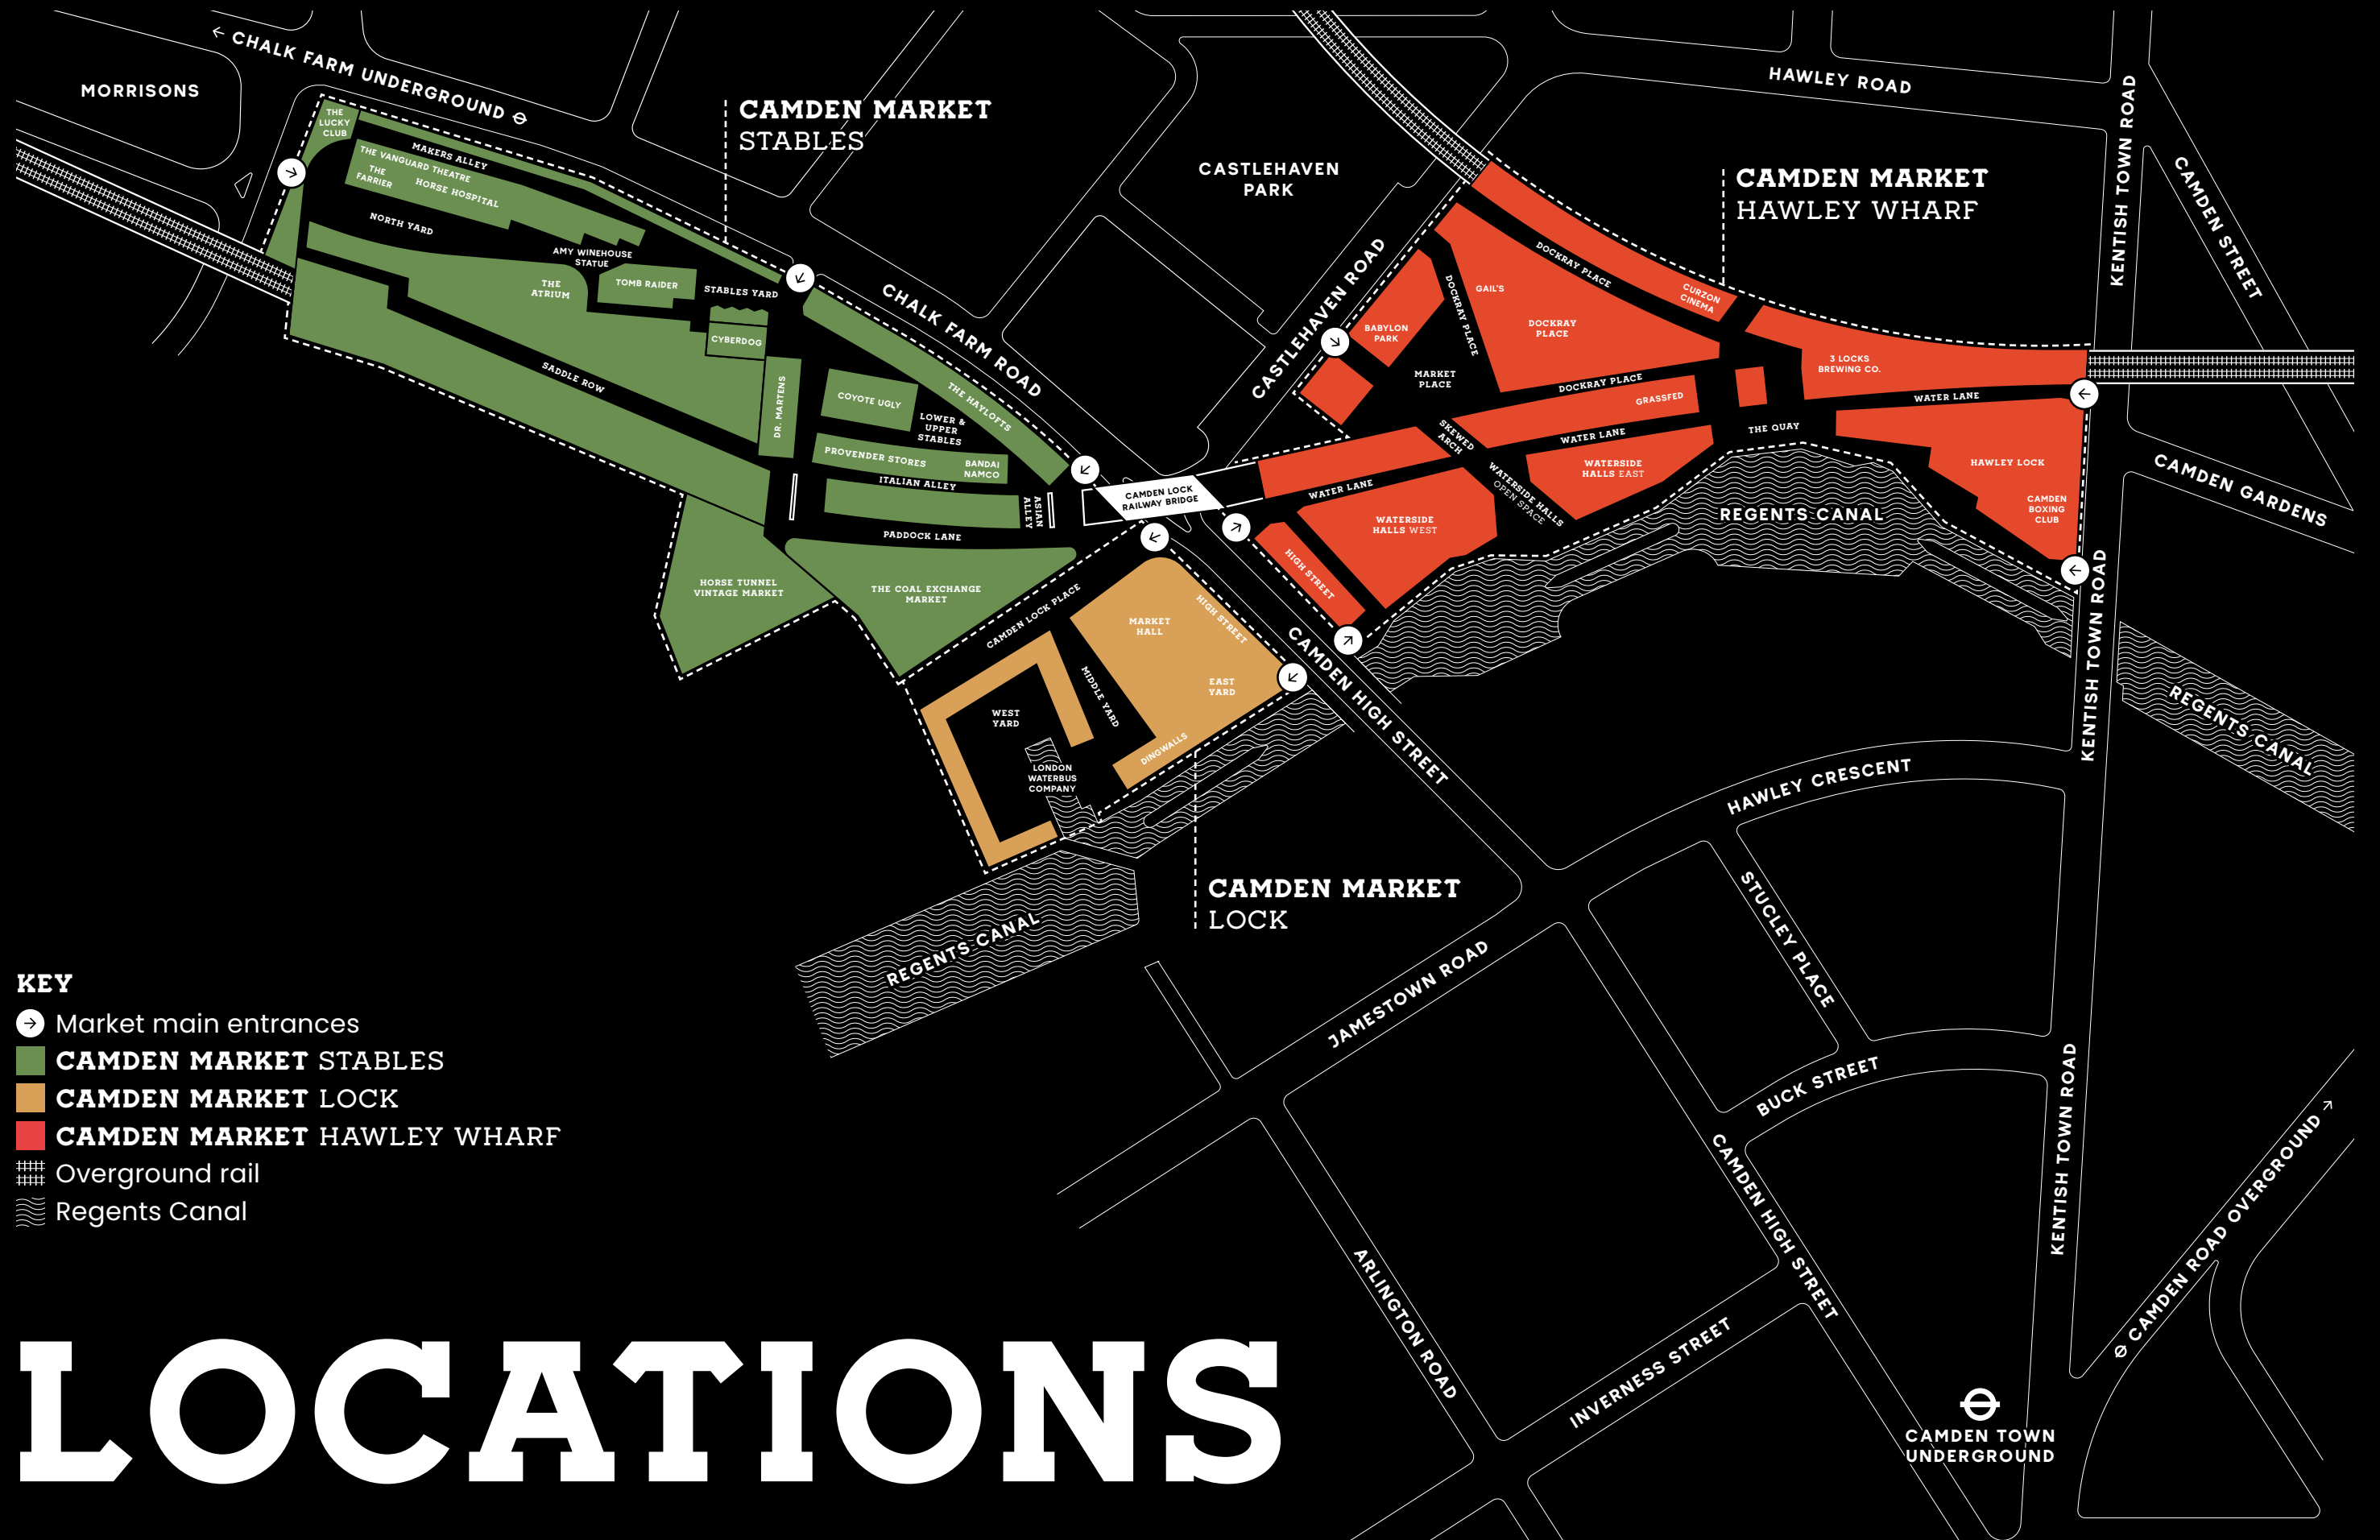 ← CHALK FARM UNDERGROUND
MORRISONS
CAMDEN MARKET
STABLES
CASTLEHAVEN
PARK
HAWLEY ROAD
KENTISH TOWN ROAD
CAMDEN STREET
CAMDEN MARKET
HAWLEY WHARF
THE
LUCKY
CLUB
MAKERS ALLEY
THE VANGUARD THEATRE
THE
FARRIER
HORSE HOSPITAL
NORTH YARD
AMY WINEHOUSE
STATUE
THE
ATRIUM
TOMB RAIDER
STABLES YARD
CYBERDOG
SADDLE ROW
DR. MARTENS
COYOTE UGLY
LOWER &
UPPER
STABLES
THE HAYLOFTS
PROVENDER STORES
BANDAI
NAMCO
ITALIAN ALLEY
ASIAN
ALLEY
PADDOCK LANE
HORSE TUNNEL
VINTAGE MARKET
THE COAL EXCHANGE
MARKET
CHALK FARM ROAD
CASTLEHAVEN ROAD
CAMDEN LOCK
RAILWAY BRIDGE
DOCKRAY PLACE
CURZON
CINEMA
GAIL'S
DOCKRAY
PLACE
DOCKRAY PLACE
BABYLON
PARK
MARKET
PLACE
DOCKRAY PLACE
GRASSFED
3 LOCKS
BREWING CO.
WATER LANE
THE QUAY
SKEWED
ARCH
WATER LANE
WATERSIDE
HALLS EAST
WATERSIDE HALLS
OPEN SPACE
WATER LANE
WATERSIDE
HALLS WEST
HIGH STREET
HAWLEY LOCK
CAMDEN
BOXING
CLUB
REGENTS CANAL
CAMDEN GARDENS
CAMDEN LOCK PLACE
MARKET
HALL
HIGH STREET
EAST
YARD
MIDDLE YARD
WEST
YARD
DINGWALLS
LONDON
WATERBUS
COMPANY
CAMDEN HIGH STREET
KENTISH TOWN ROAD
REGENTS CANAL
HAWLEY CRESCENT
CAMDEN MARKET
LOCK
REGENTS CANAL
JAMESTOWN ROAD
STUCLEY PLACE
BUCK STREET
KENTISH TOWN ROAD
CAMDEN HIGH STREET
CAMDEN ROAD OVERGROUND →
ARLINGTON ROAD
INVERNESS STREET
CAMDEN TOWN
UNDERGROUND
KEY
Market main entrances
CAMDEN MARKET STABLES
CAMDEN MARKET LOCK
CAMDEN MARKET HAWLEY WHARF
Overground rail
Regents Canal
LOCATIONS